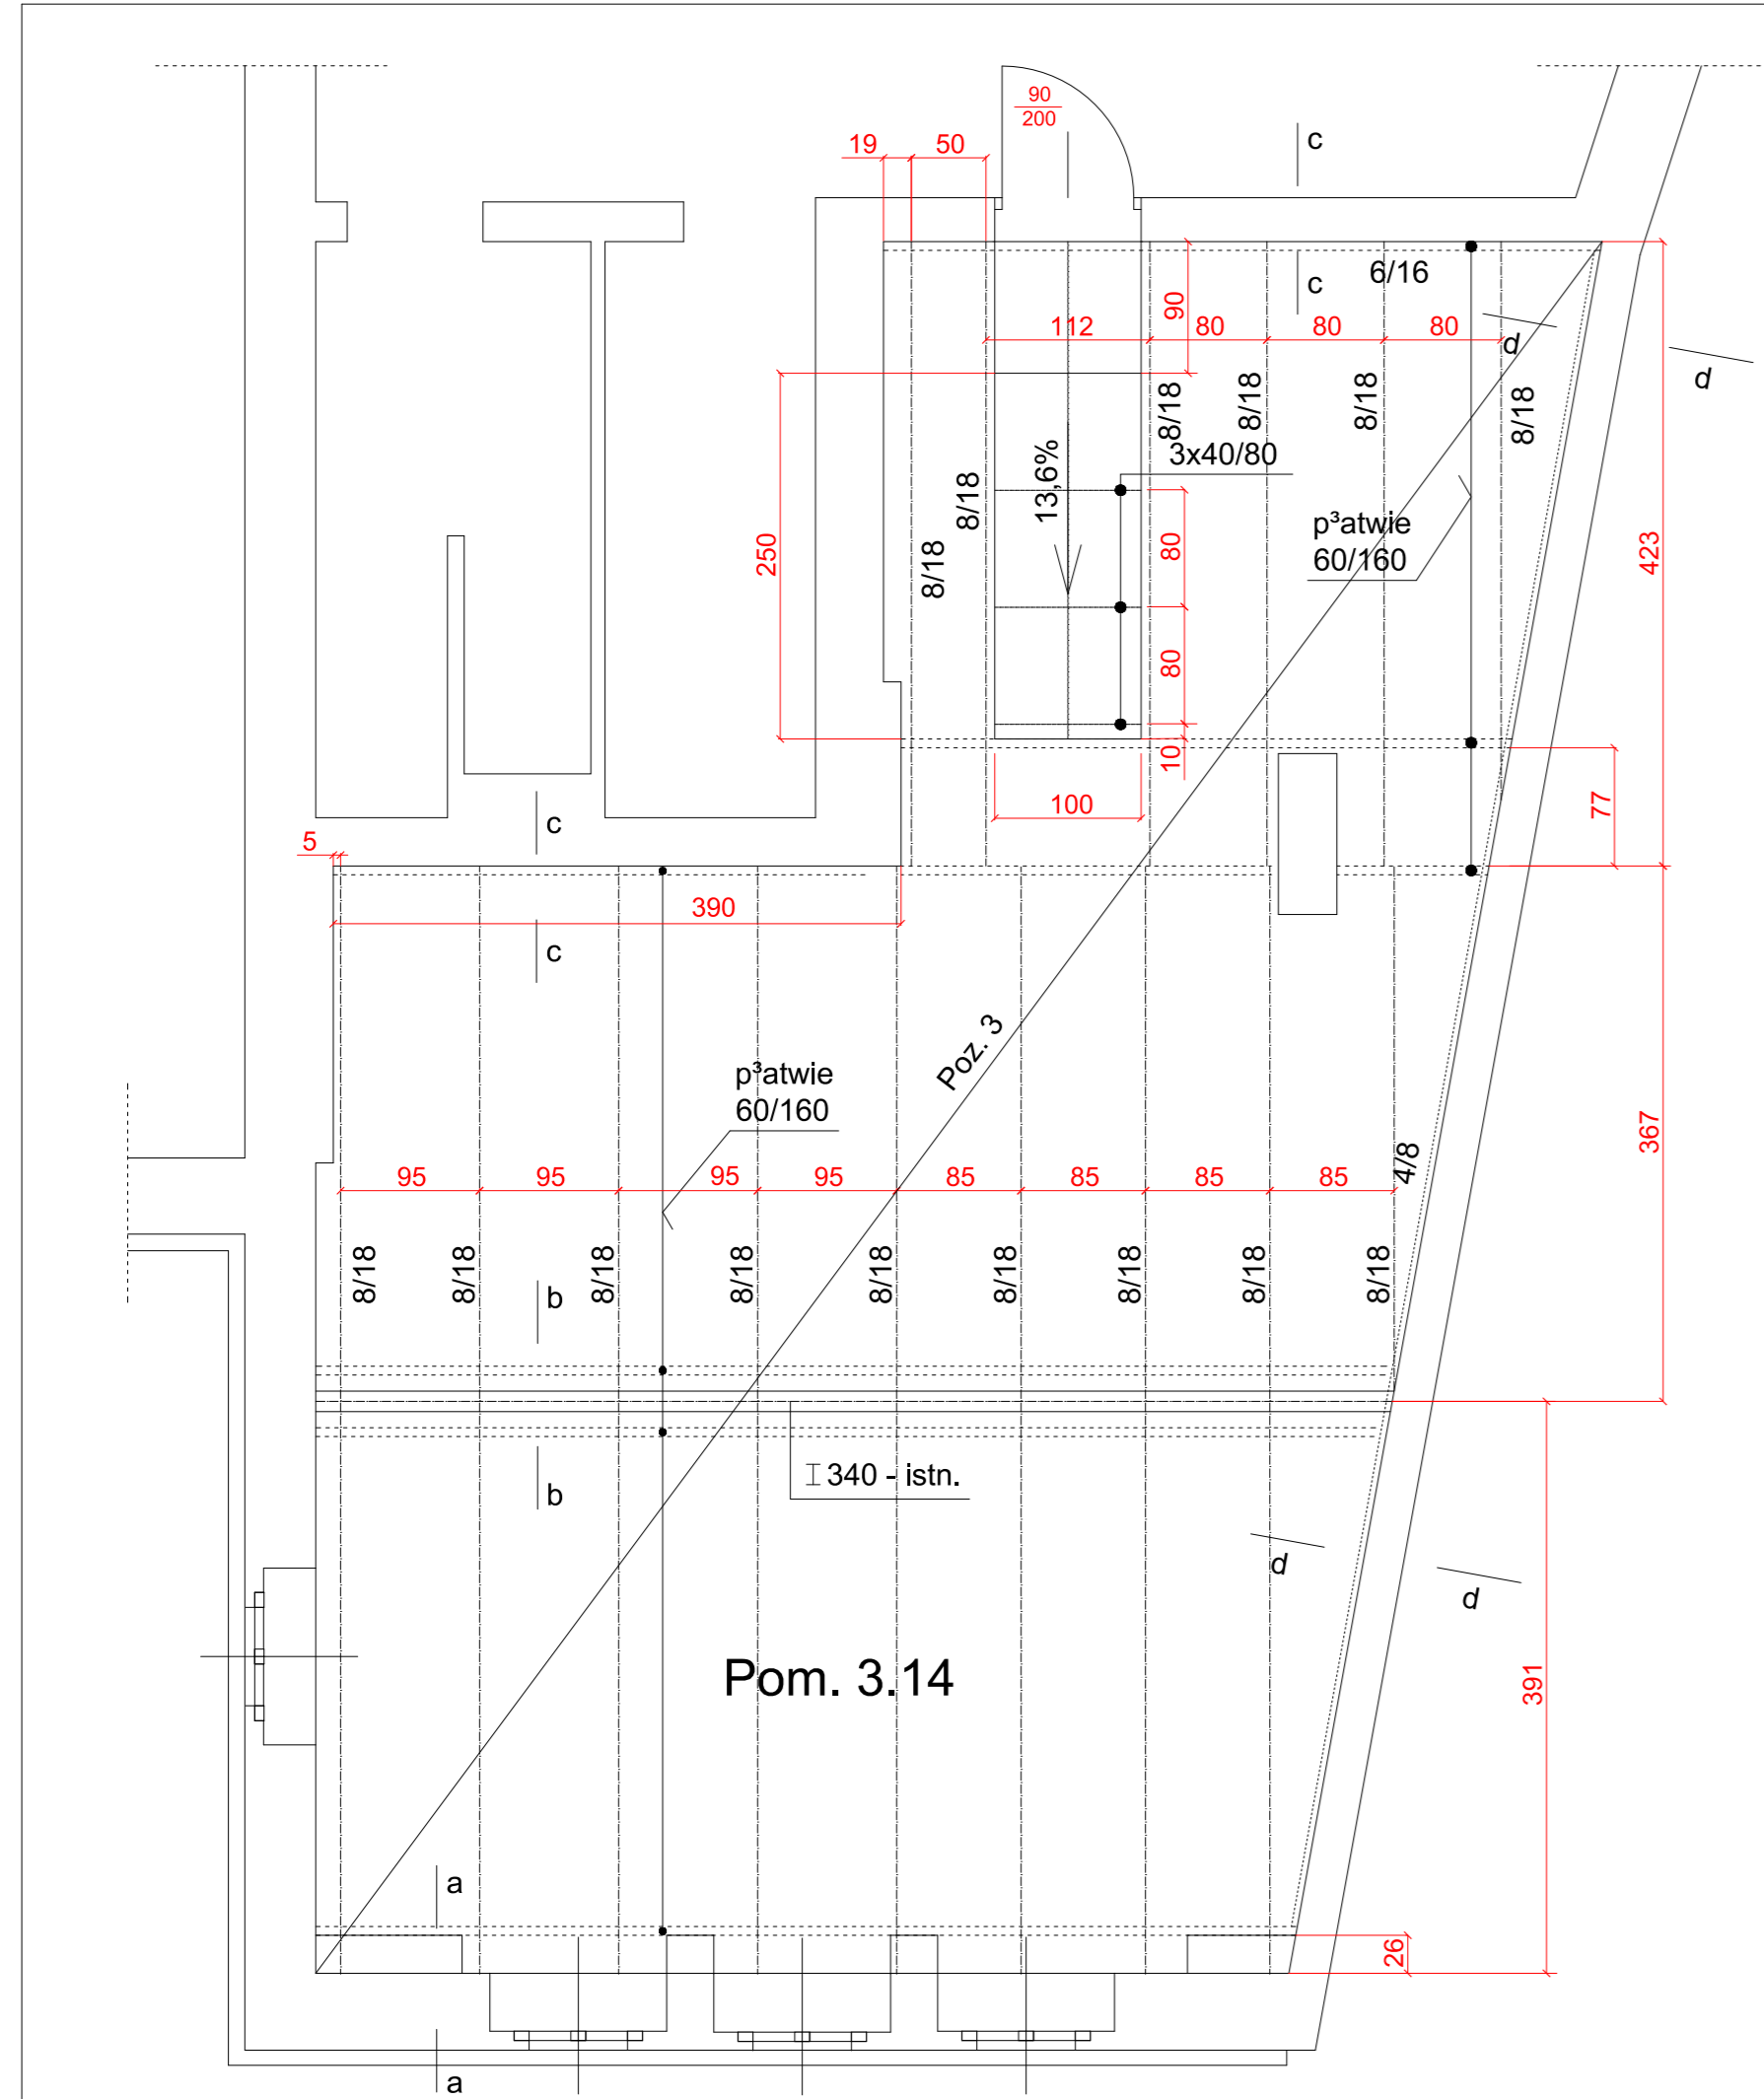 90
200
19 50
c
6/16
c
90
112 80 80 80
d
d
8/18 8/18 8/18 8/18
3x40/80
13,6%
8/18
8/18
250
80
p³atwie
60/160
423
80
10
100
77
5
c
390
c
Poz. 3
p³atwie
60/160
367
4/8
95 95 95 95 85 85 85 85
8/18 8/18 8/18 8/18 8/18 8/18 8/18 8/18 8/18
b
340 - istn.
b
d
d
Pom. 3.14
391
a
26
a